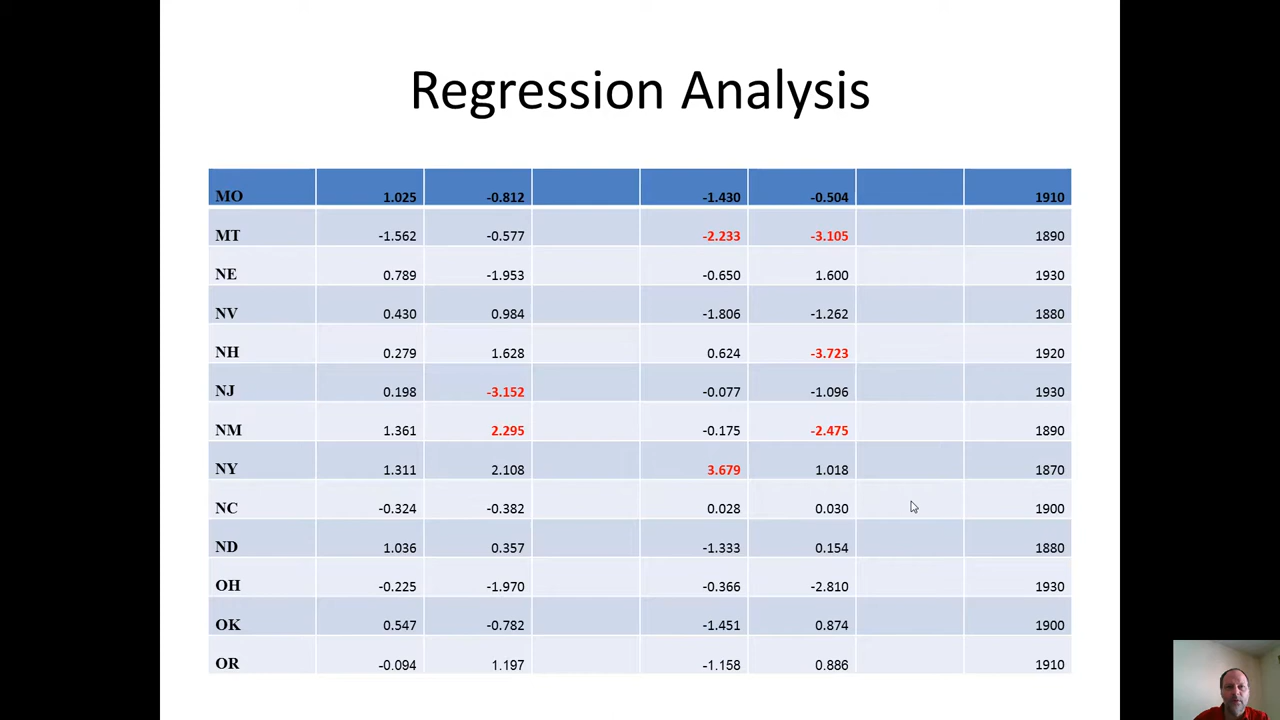 Regression Analysis
MO 1.025 -0.812 -1.430 -0.504 1910
MT -1.562 -0.577 -2.233 -3.105 1890
NE 0.789 -1.953 -0.650 1.600 1930
NV 0.430 0.984 -1.806 -1.262 1880
NH 0.279 1.628 0.624 -3.723 1920
NJ 0.198 -3.152 -0.077 -1.096 1930
NM 1.361 2.295 -0.175 -2.475 1890
NY 1.311 2.108 3.679 1.018 1870
NC -0.324 -0.382 0.028 0.030 1900
ND 1.036 0.357 -1.333 0.154 1880
OH -0.225 -1.970 -0.366 -2.810 1930
OK 0.547 -0.782 -1.451 0.874 1900
OR -0.094 1.197 -1.158 0.886 1910